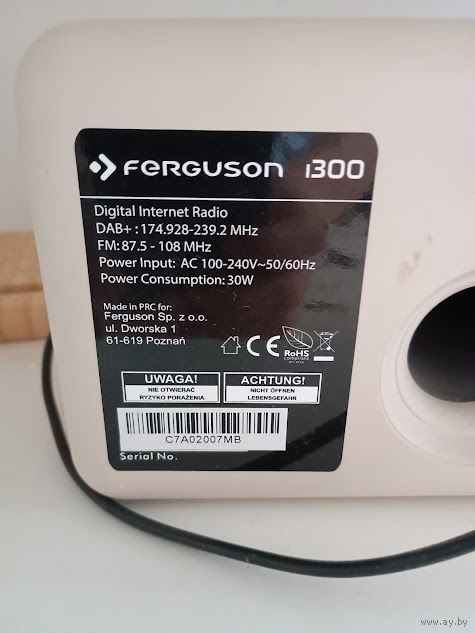 FERGUSON i300
Digital Internet Radio
DAB+ : 174.928-239.2 MHz
FM: 87.5 - 108 MHz
Power Input: AC 100-240V~50/60Hz
Power Consumption: 30W
Made in PRC for:
Ferguson Sp. z o.o.
ul. Dworska 1
61-619 Poznań
CE
RoHS
compliant
UWAGA!
NIE OTWIERAĆ
RYZYKO PORAŻENIA
ACHTUNG!
NICHT ÖFFNEN
LEBENSGEFAHR
C7A02007MB
Serial No.
www.ay.by